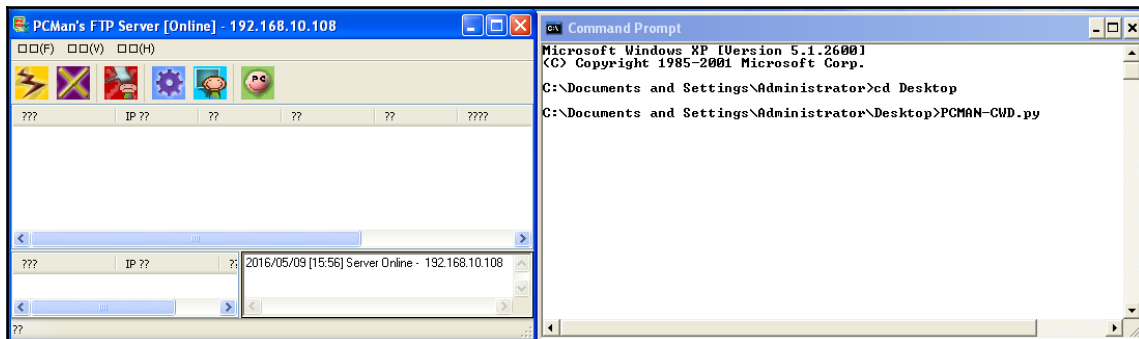 PCMan's FTP Server [Online] - 192.168.10.108
□□(F) □□(V) □□(H)
??? IP ?? ?? ?? ?? ????
??? IP ?? ??
2016/05/09 [15:56] Server Online - 192.168.10.108
??
Command Prompt
Microsoft Windows XP [Version 5.1.2600]
(C) Copyright 1985-2001 Microsoft Corp.
C:\Documents and Settings\Administrator>cd Desktop
C:\Documents and Settings\Administrator\Desktop>PCMAN-CWD.py